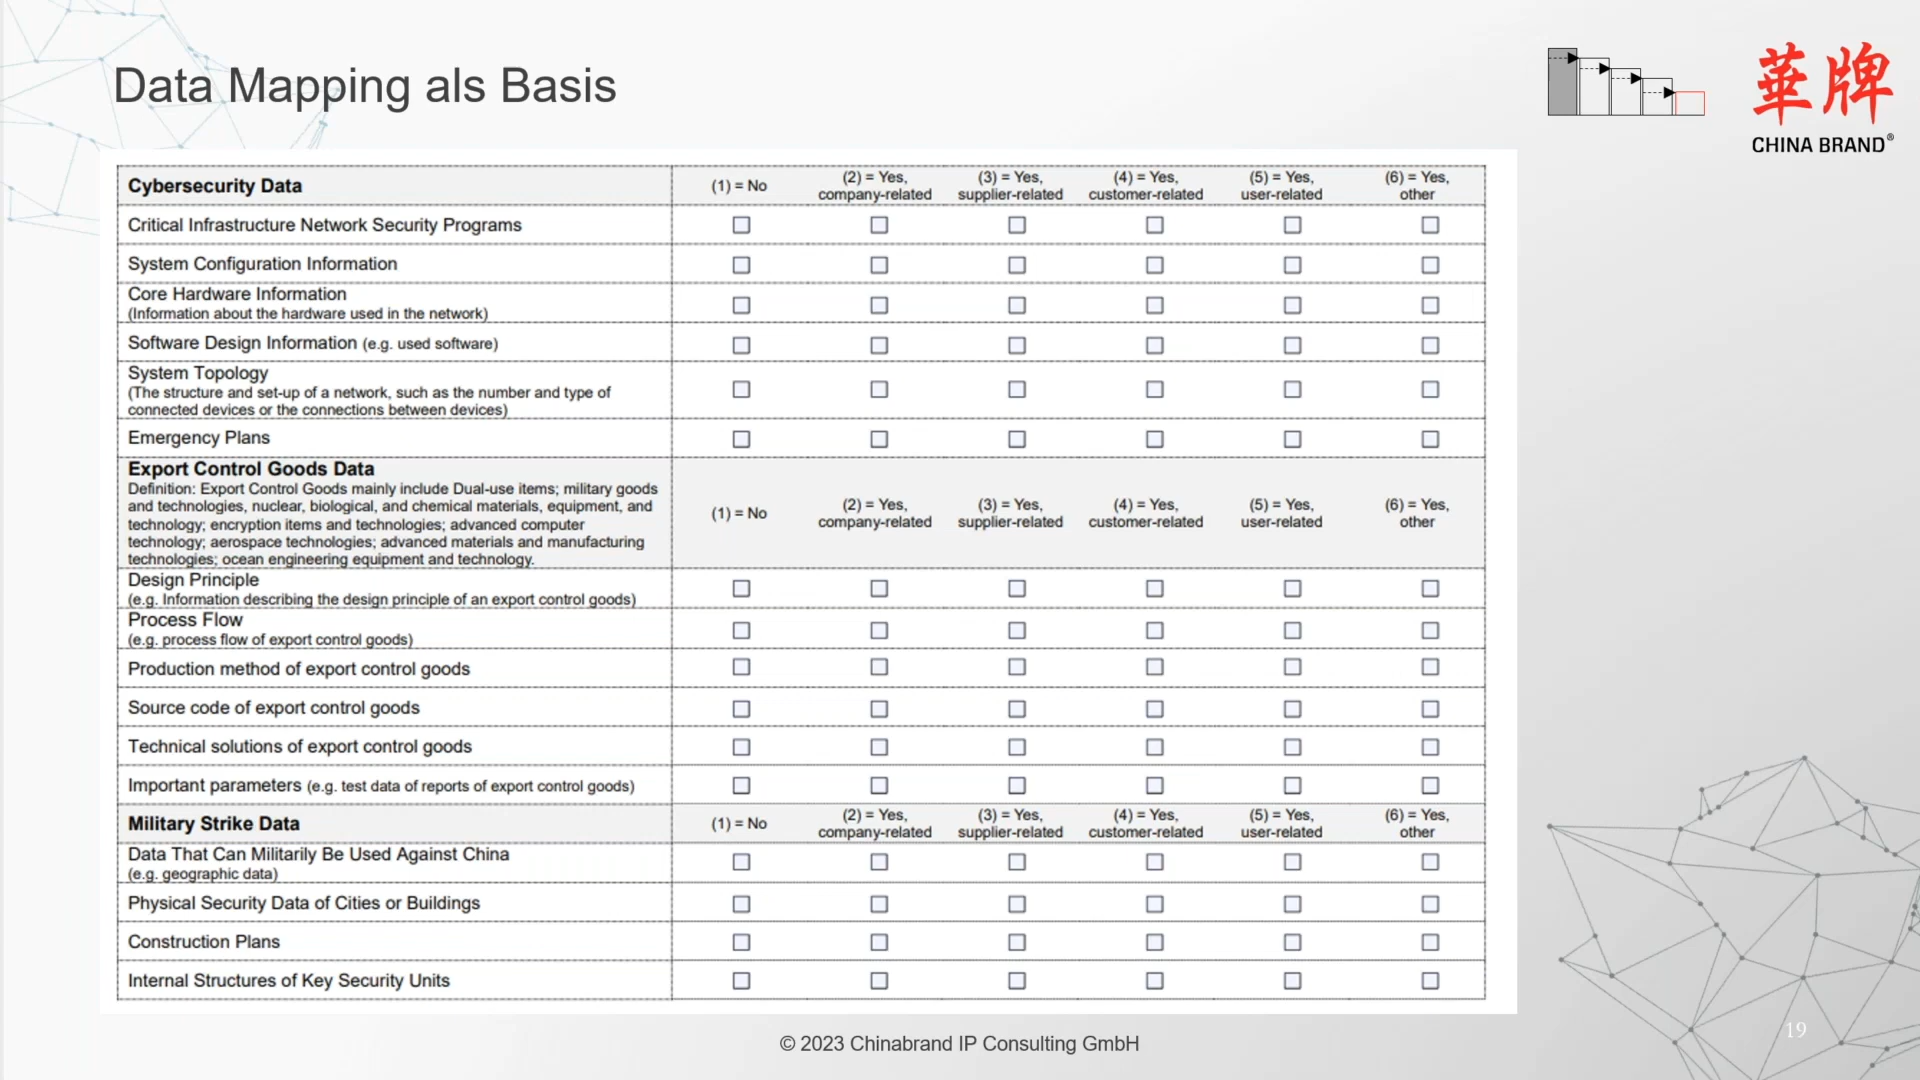 Data Mapping als Basis
華牌
CHINA BRAND®
Cybersecurity Data
(1) = No
(2) = Yes,
company-related
(3) = Yes,
supplier-related
(4) = Yes,
customer-related
(5) = Yes,
user-related
(6) = Yes,
other
Critical Infrastructure Network Security Programs
System Configuration Information
Core Hardware Information
(Information about the hardware used in the network)
Software Design Information (e.g. used software)
System Topology
(The structure and set-up of a network, such as the number and type of
connected devices or the connections between devices)
Emergency Plans
Export Control Goods Data
Definition: Export Control Goods mainly include Dual-use items; military goods
and technologies, nuclear, biological, and chemical materials, equipment, and
technology; encryption items and technologies; advanced computer
technology; aerospace technologies; advanced materials and manufacturing
technologies; ocean engineering equipment and technology.
(1) = No
(2) = Yes,
company-related
(3) = Yes,
supplier-related
(4) = Yes,
customer-related
(5) = Yes,
user-related
(6) = Yes,
other
Design Principle
(e.g. Information describing the design principle of an export control goods)
Process Flow
(e.g. process flow of export control goods)
Production method of export control goods
Source code of export control goods
Technical solutions of export control goods
Important parameters (e.g. test data of reports of export control goods)
Military Strike Data
(1) = No
(2) = Yes,
company-related
(3) = Yes,
supplier-related
(4) = Yes,
customer-related
(5) = Yes,
user-related
(6) = Yes,
other
Data That Can Militarily Be Used Against China
(e.g. geographic data)
Physical Security Data of Cities or Buildings
Construction Plans
Internal Structures of Key Security Units
© 2023 Chinabrand IP Consulting GmbH
19